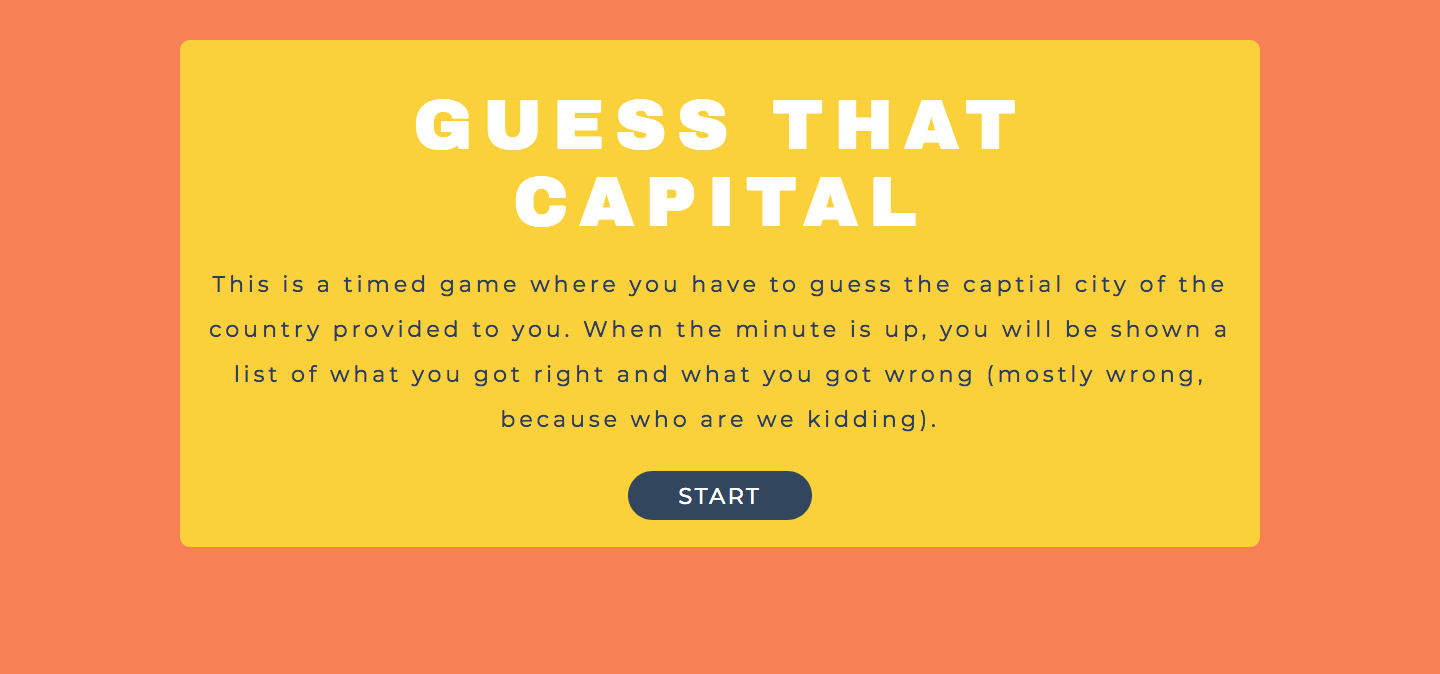 GUESS THAT
CAPITAL
This is a timed game where you have to guess the captial city of the
country provided to you. When the minute is up, you will be shown a
list of what you got right and what you got wrong (mostly wrong,
because who are we kidding).
START